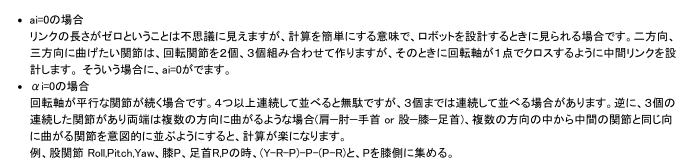 • ai=0の場合
リンクの長さがゼロということは不思議に見えますが、計算を簡単にする意味で、ロボットを設計するときに見られる場合です。二方向、
三方向に曲げたい関節は、回転関節を2個、3個組み合わせて作りますが、そのときに回転軸が1点でクロスするように中間リンクを設
計します。そういう場合に、ai=0がでます。
• αi=0の場合
回転軸が平行な関節が続く場合です。4つ以上連続して並べると無駄ですが、3個までは連続して並べる場合があります。逆に、3個の
連続した関節があり両端は複数の方向に曲がるような場合(肩ー肘ー手首 or 股ー膝ー足首)、複数の方向の中から中間の関節と同じ向
に曲がる関節を意図的に並ぶようにすると、計算が楽になります。
例、股関節 Roll,Pitch,Yaw、膝P、足首R,Pの時、(Y-R-P)-P-(P-R)と、Pを膝側に集める。